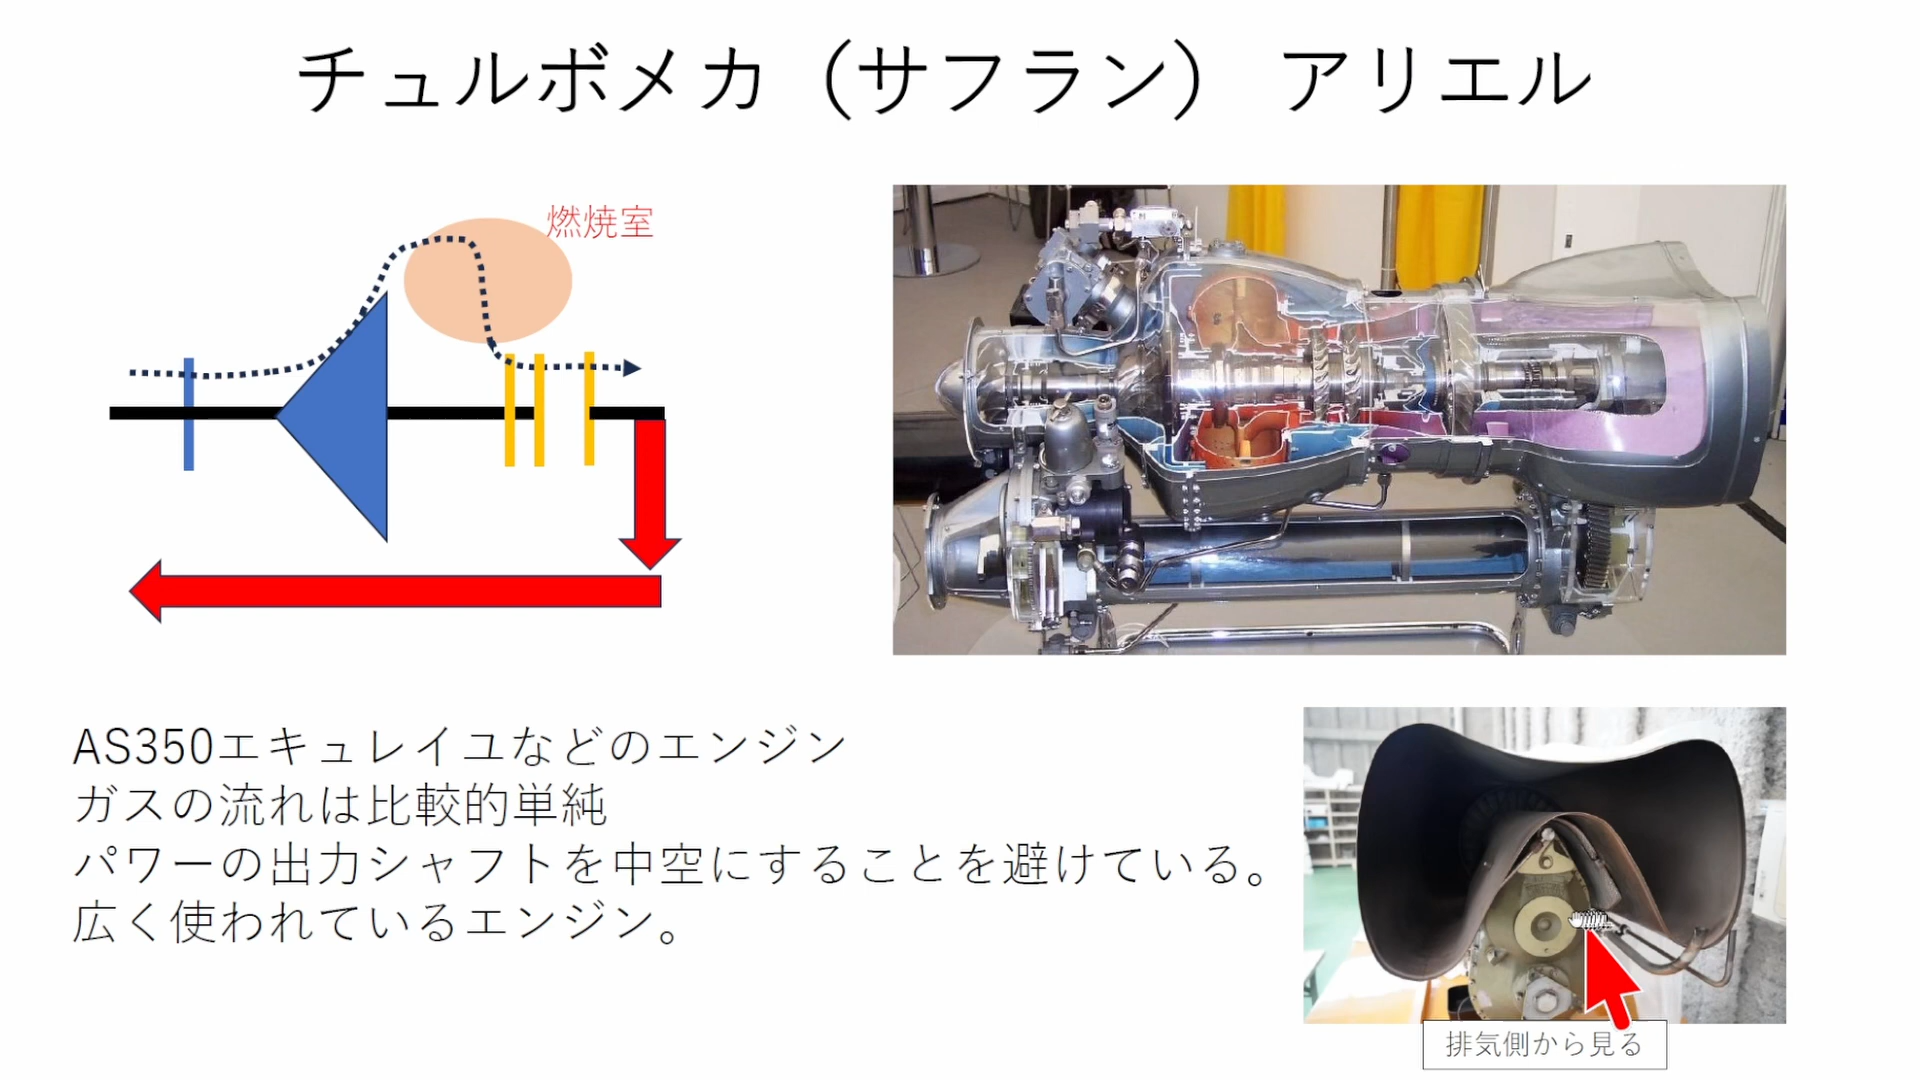 チュルボメカ（サフラン） アリエル
燃焼室
AS350エキュレイユなどのエンジン
ガスの流れは比較的単純
パワーの出力シャフトを中空にすることを避けている。
広く使われているエンジン。
排気側から見る